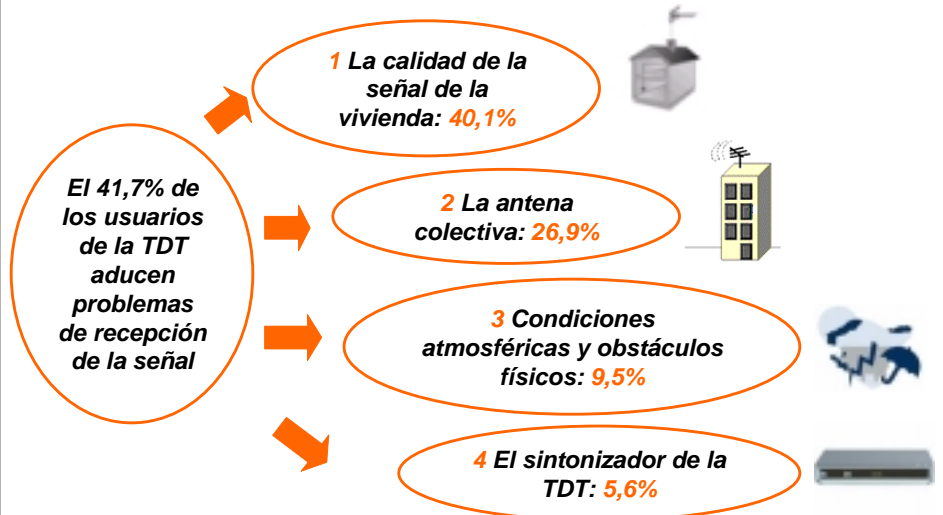 1 La calidad de la
señal de la
vivienda: 40,1%
El 41,7% de
los usuarios
de la TDT
aducen
problemas
de recepción
de la señal
2 La antena
colectiva: 26,9%
3 Condiciones
atmosféricas y obstáculos
físicos: 9,5%
4 El sintonizador de la
TDT: 5,6%